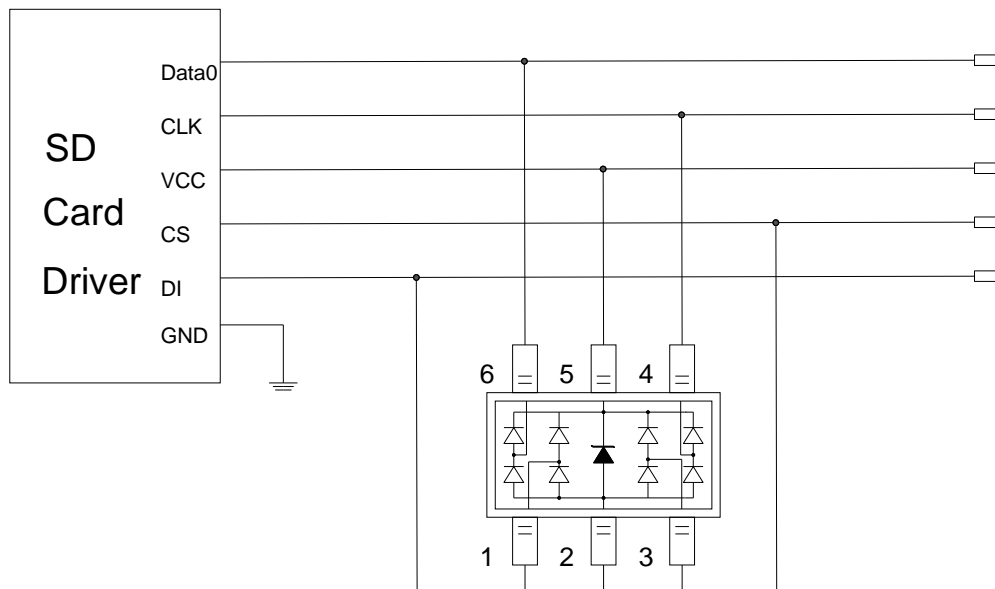 Data0
CLK
SD
VCC
Card
CS
Driver
DI
GND
6 5 4
1 2 3